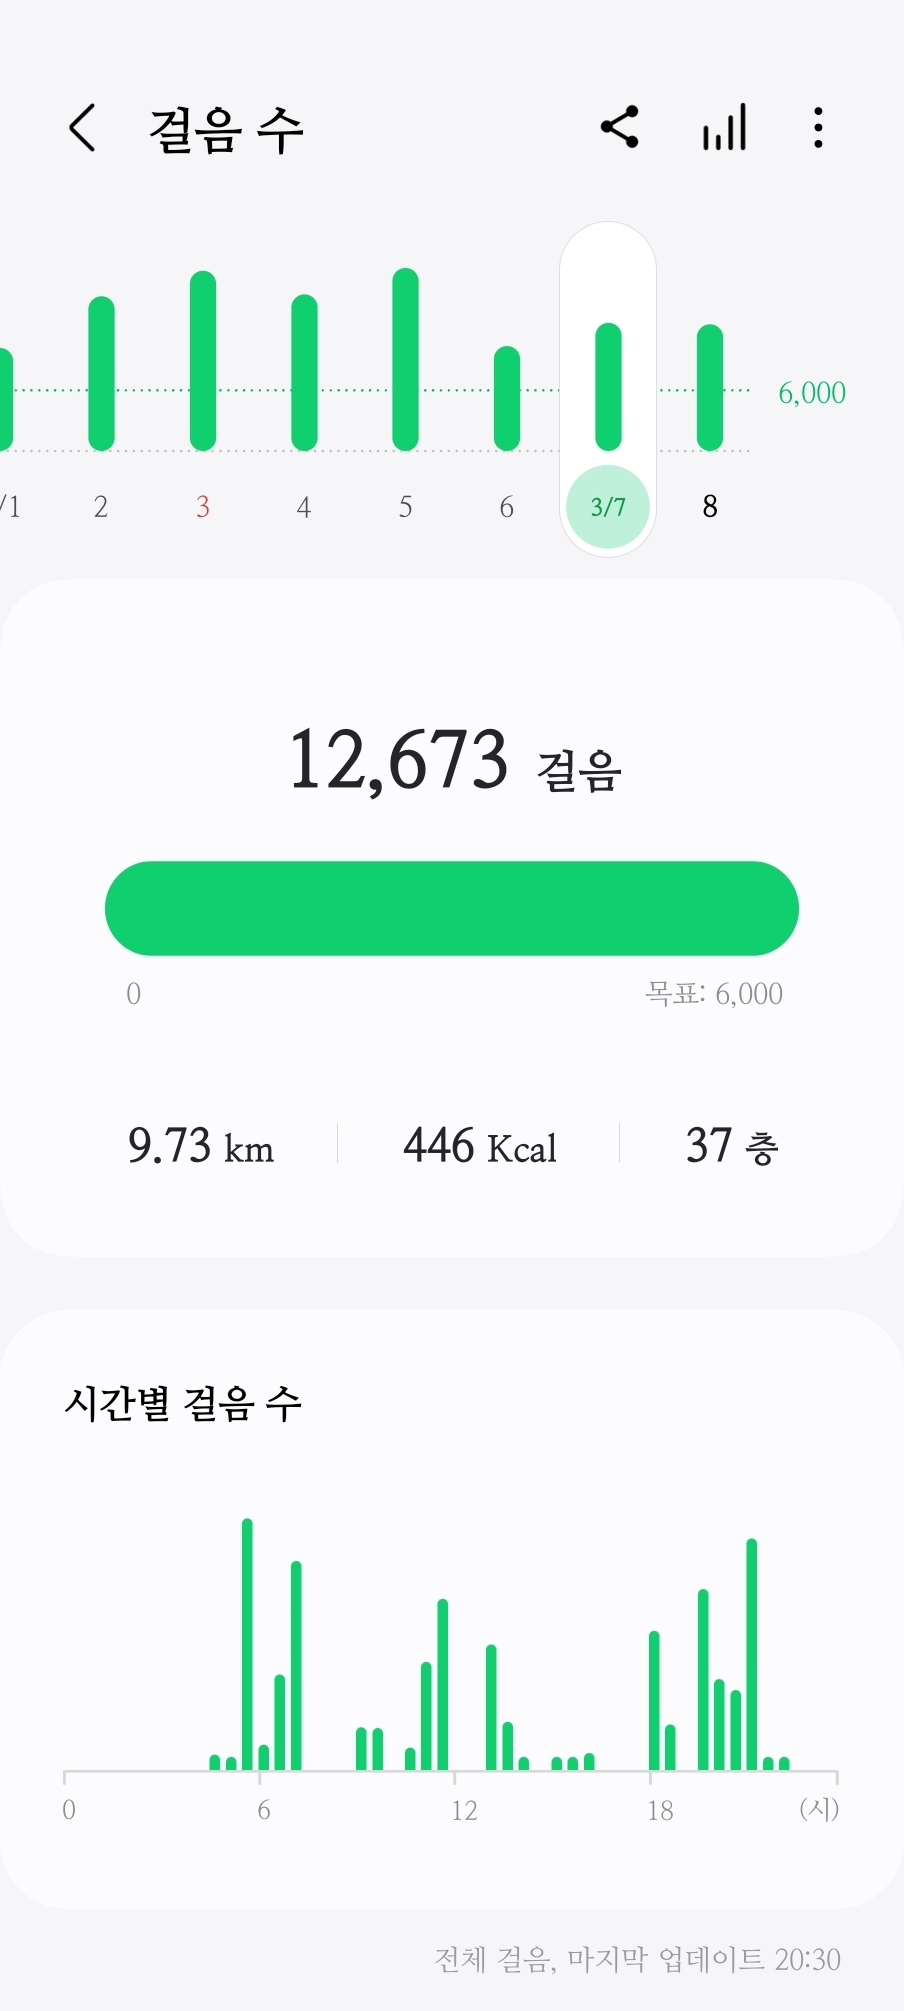 걸음 수
6,000
/1 2 3 4 5 6 3/7 8
12,673 걸음
0 목표: 6,000
9.73 km 446 Kcal 37 층
시간별 걸음 수
0 6 12 18 (시)
전체 걸음, 마지막 업데이트 20:30